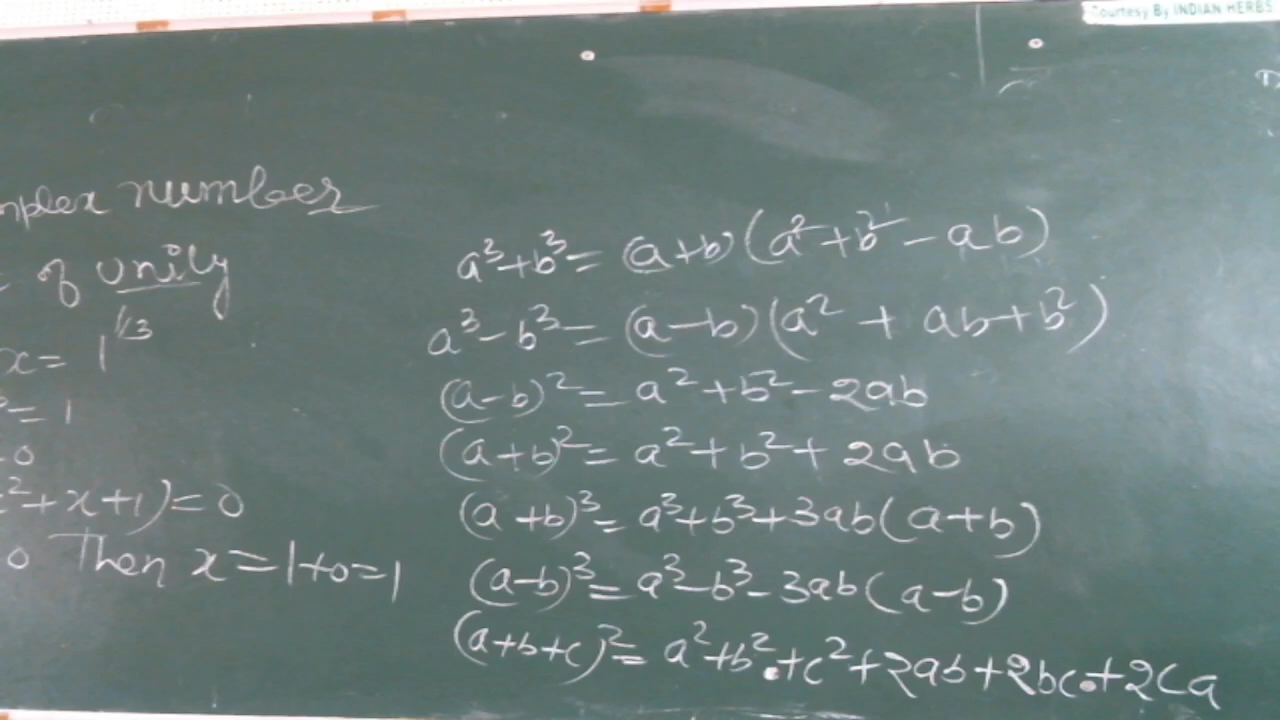 Courtesy By INDIAN HERBS
mplex number
of unity
x = 1^{1/3}
= 1
0
x² + x + 1) = 0
0 Then x = 1 + 0 = 1
a³ + b³ = (a + b) (a² + b² - ab)
a³ - b³ = (a - b) (a² + ab + b²)
(a - b)² = a² + b² - 2ab
(a + b)² = a² + b² + 2ab
(a + b)³ = a³ + b³ + 3ab (a + b)
(a - b)³ = a³ - b³ - 3ab (a - b)
(a + b + c)² = a² + b² + c² + 2ab + 2bc + 2ca